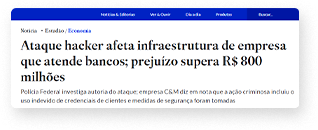 Notícias & Editorias Ver & Ouvir Dia a dia Produtos Buscar...
Notícia • Estadão / Economia
Ataque hacker afeta infraestrutura de empresa
que atende bancos; prejuízo supera R$ 800
milhões
Polícia Federal investiga autoria do ataque; empresa C&M diz em nota que a ação criminosa incluiu o
uso indevido de credenciais de clientes e medidas de segurança foram tomadas